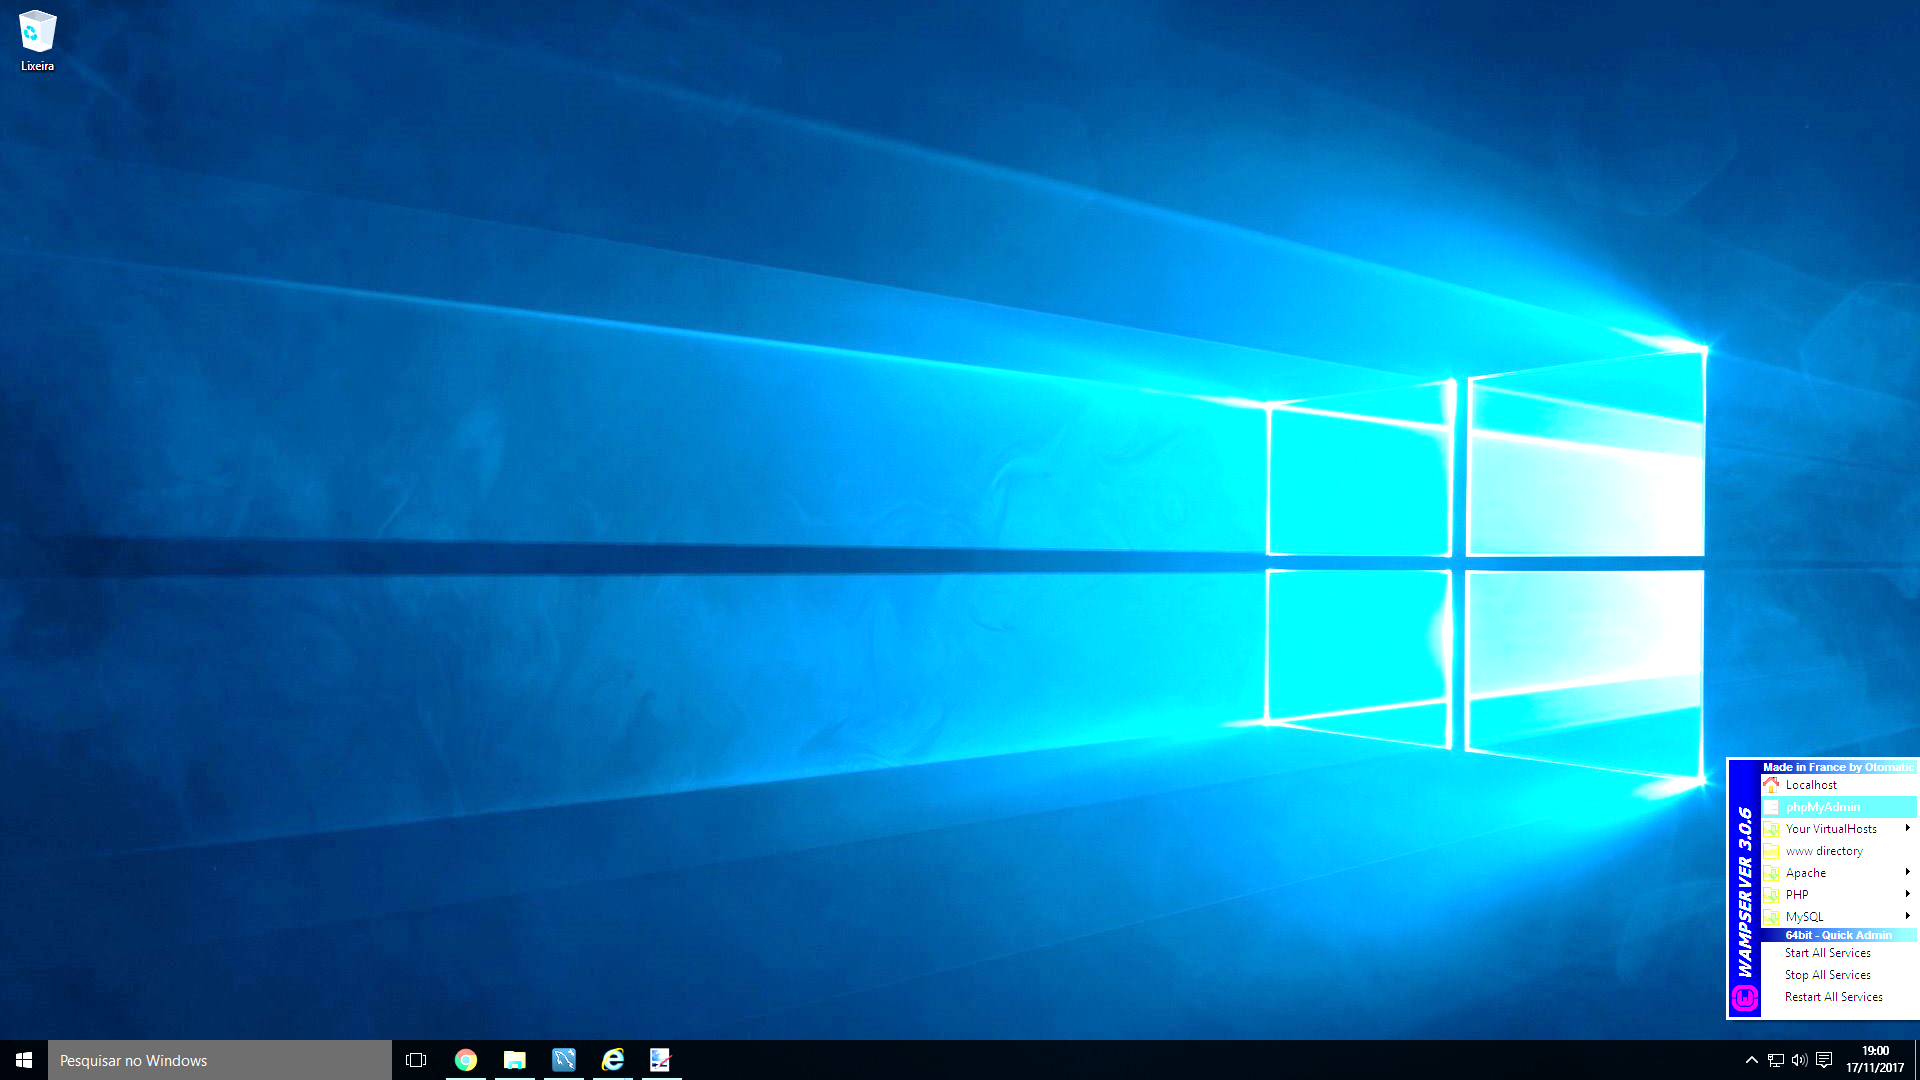 Lixeira
Made in France by Otomatic
WAMPSERVER 3.0.6
Localhost
phpMyAdmin
Your VirtualHosts
www directory
Apache
PHP
MySQL
64bit - Quick Admin
Start All Services
Stop All Services
Restart All Services
Pesquisar no Windows
19:00
17/11/2017